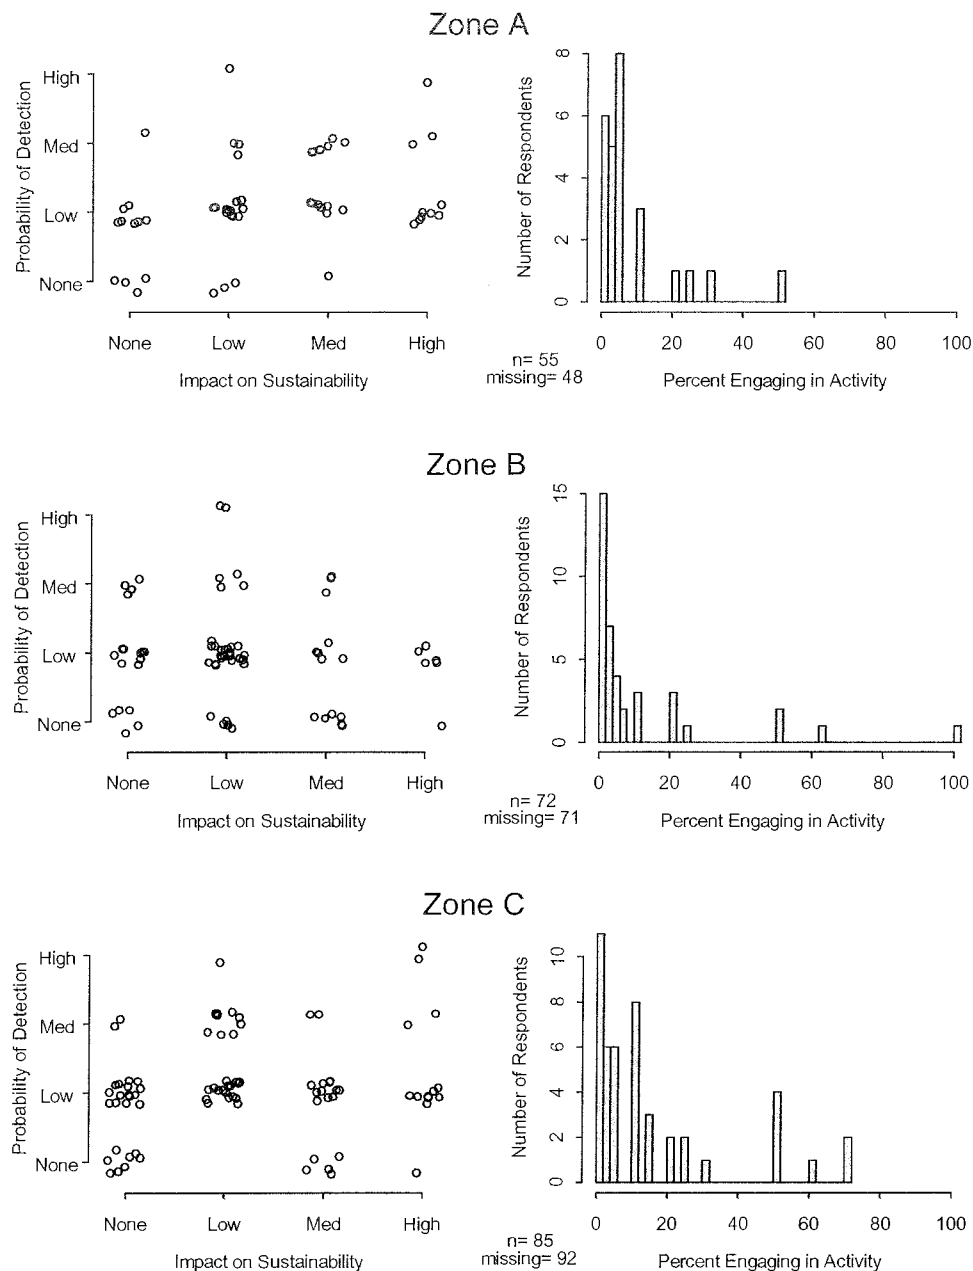 Zone A
Probability of Detection
High
Med
Low
None
None Low Med High
Impact on Sustainability
n= 55
missing= 48
Number of Respondents
8
6
4
2
0
0 20 40 60 80 100
Percent Engaging in Activity
Zone B
Probability of Detection
High
Med
Low
None
None Low Med High
Impact on Sustainability
n= 72
missing= 71
Number of Respondents
15
10
5
0
0 20 40 60 80 100
Percent Engaging in Activity
Zone C
Probability of Detection
High
Med
Low
None
None Low Med High
Impact on Sustainability
n= 85
missing= 92
Number of Respondents
10
8
6
4
2
0
0 20 40 60 80 100
Percent Engaging in Activity